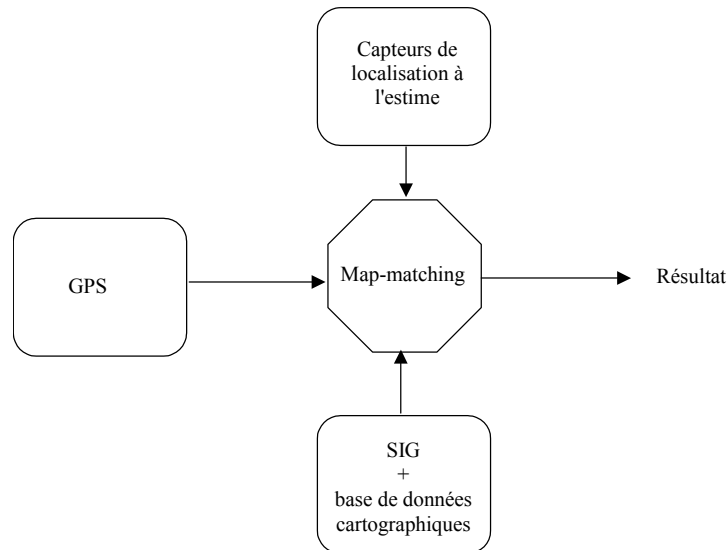 Capteurs de
localisation à
l'estime
GPS
Map-matching
Résultat
SIG
+
base de données
cartographiques